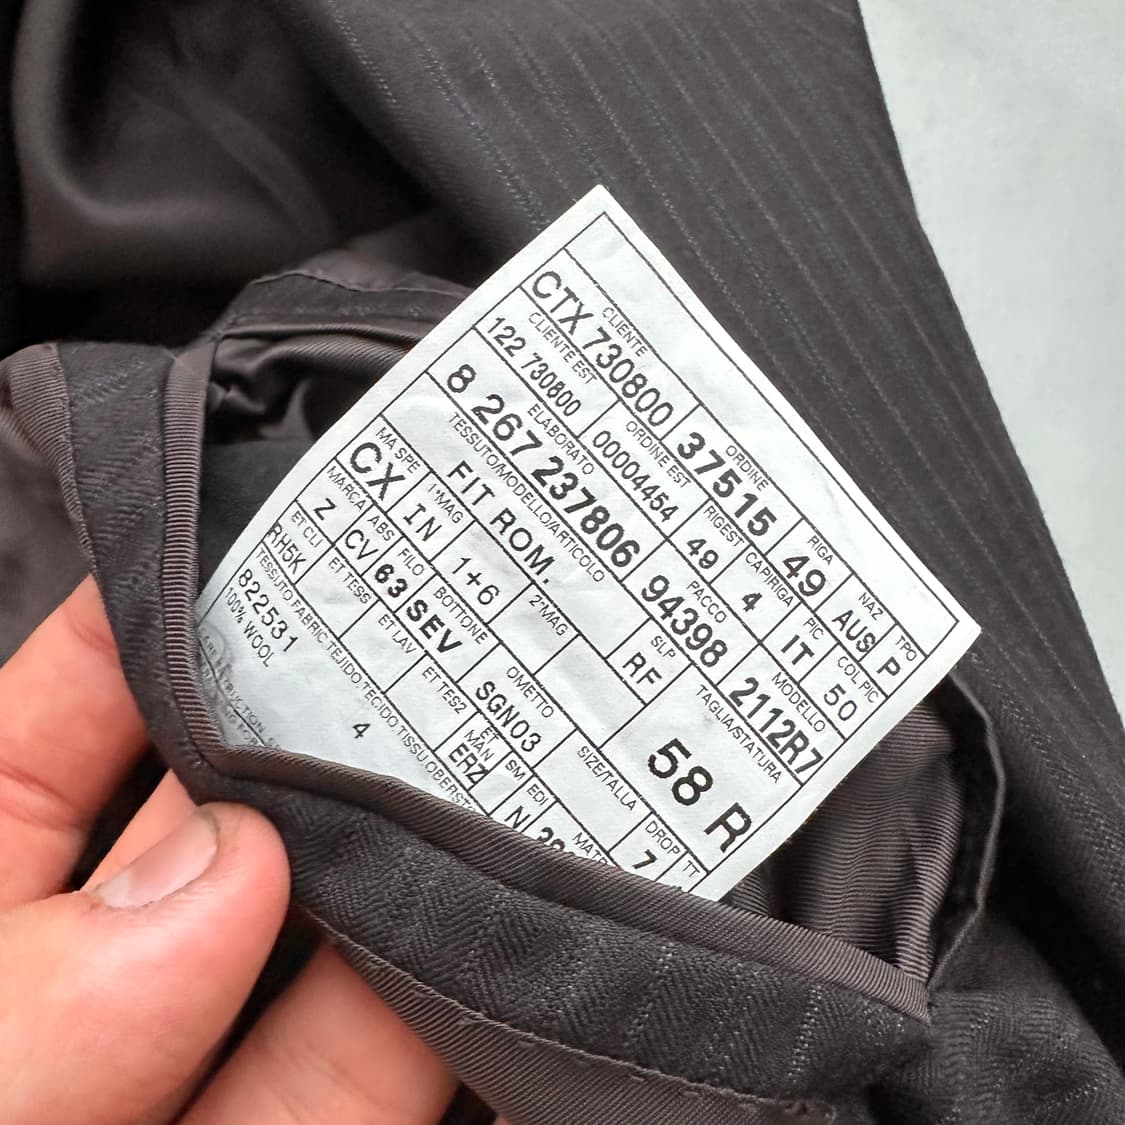 CLIENTE ORDINE RIGA NAZ TPO
CTX 730800 37515 49 AUS P
CLIENTE EST ORDINE EST RIGEST CAPIRIGA PIC COL PIC
122 730800 00004454 49 4 IT 50
ELABORATO PACCO MODELLO
8 267 237806 94398 2112R7
TESSUTO/MODELLO/ARTICOLO SLP TAGLIA/STATURA
FIT ROM. RF 58 R
MA SPE 1°MAG 2°MAG
CX IN 1+6
MARCA ABS FILO BOTTONE OMETTO SIZE/TALLA DROP TT
Z CV 63 SEV SGN03 7
ET CLI ET TESS ET LAV ET TES2 ET MAN SM EDI
RH5K ERZ N
TESSUTO FABRIC TEJIDO TECIDO TISSU
822531 4
100% WOOL